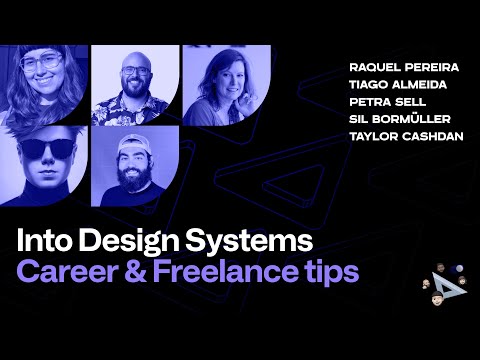 RAQUEL PEREIRA
TIAGO ALMEIDA
PETRA SELL
SIL BORMÜLLER
TAYLOR CASHDAN
Into Design Systems
Career & Freelance tips